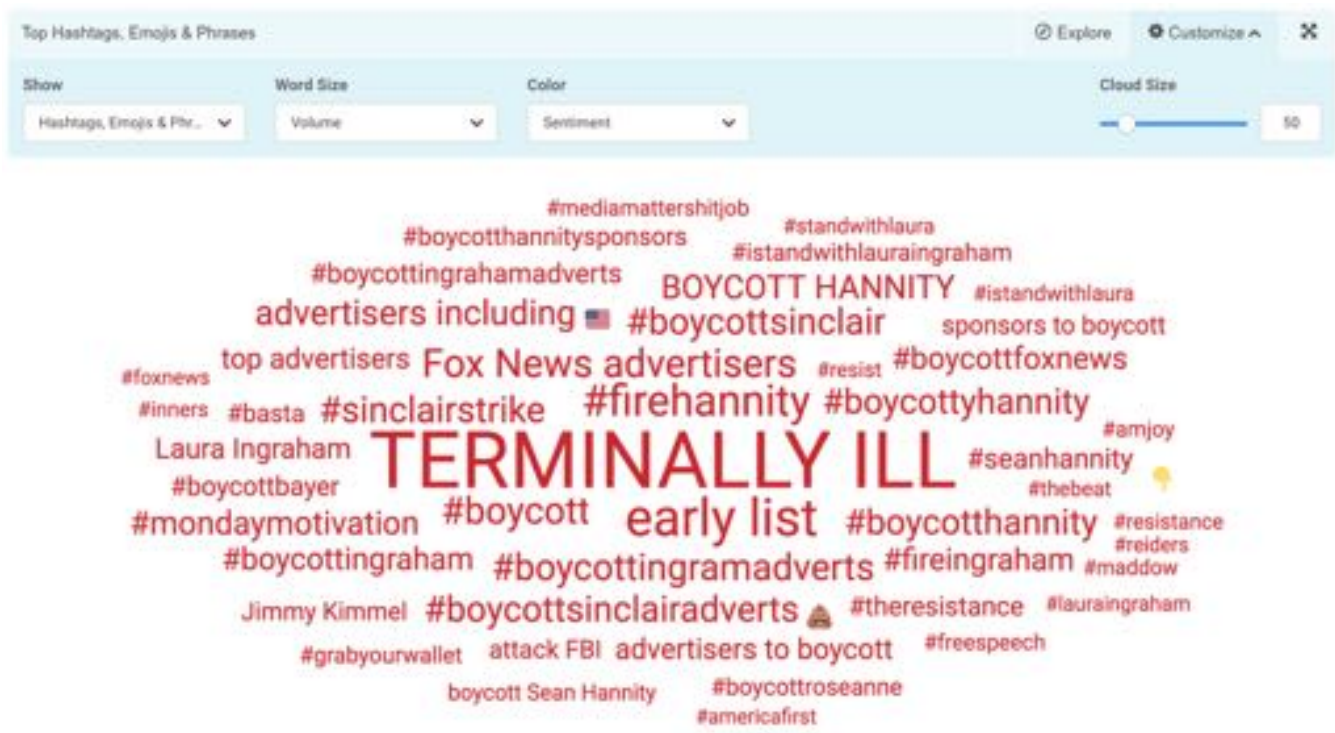 Top Hashtags, Emojis & Phrases
Explore
Customize
Show
Word Size
Color
Cloud Size
Hashtags, Emojis & Phr...
Volume
Sentiment
50
#mediamattershitjob
#boycotthannitysponsors
#standwithlaura
#istandwithlauraingraham
#boycottingrahamadverts
BOYCOTT HANNITY
#istandwithlaura
advertisers including
#boycottsinclair
sponsors to boycott
top advertisers
Fox News advertisers
#resist
#boycottfoxnews
#foxnews
#inners
#basta
#sinclairstrike
#firehannity
#boycottyhannity
Laura Ingraham
TERMINALLY ILL
#amjoy
#seanhannity
#boycottbayer
#thebeat
#mondaymotivation
#boycott
early list
#boycotthannity
#resistance
#reiders
#boycottingraham
#boycottingramadverts
#fireingraham
#maddow
Jimmy Kimmel
#boycottsinclairadverts
#theresistance
#lauraingraham
#grabyourwallet
attack FBI
advertisers to boycott
#freespeech
boycott Sean Hannity
#boycottroseanne
#americafirst